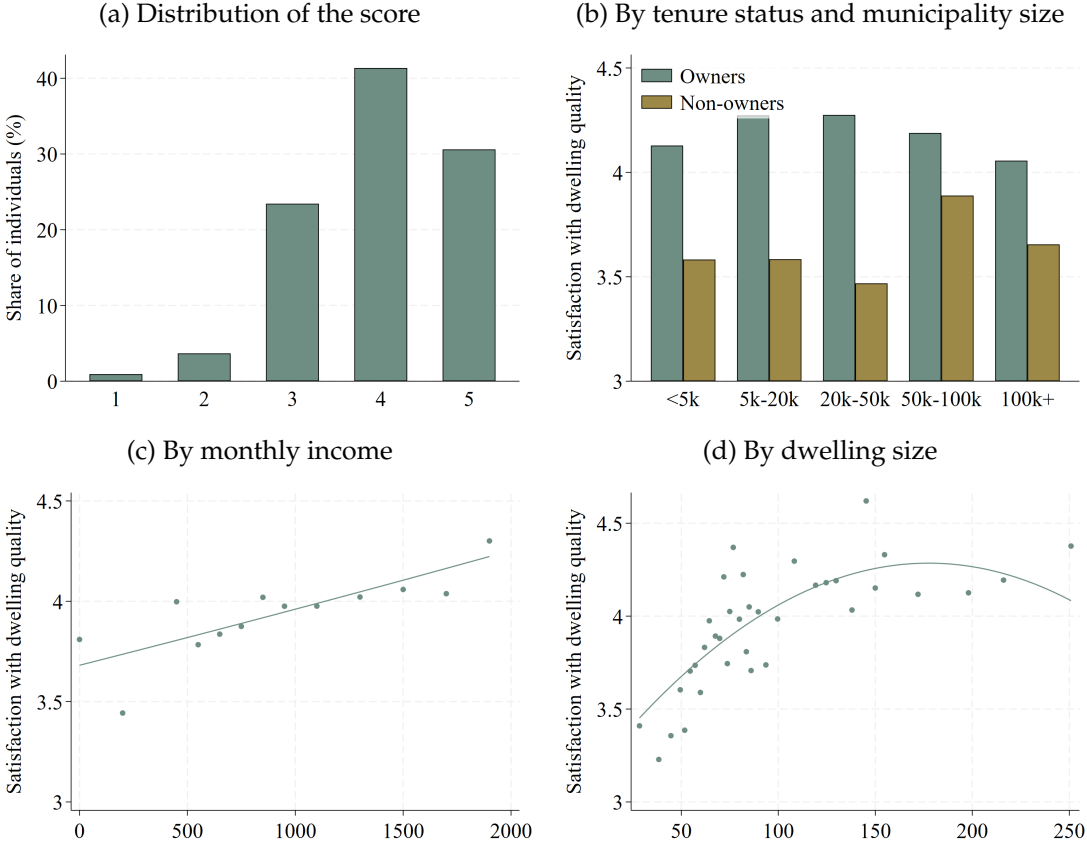 (a) Distribution of the score
Share of individuals (%)
40
30
20
10
0
1 2 3 4 5
(b) By tenure status and municipality size
Satisfaction with dwelling quality
4.5
4
3.5
3
Owners
Non-owners
<5k 5k-20k 20k-50k 50k-100k 100k+
(c) By monthly income
Satisfaction with dwelling quality
4.5
4
3.5
3
0 500 1000 1500 2000
(d) By dwelling size
Satisfaction with dwelling quality
4.5
4
3.5
3
50 100 150 200 250